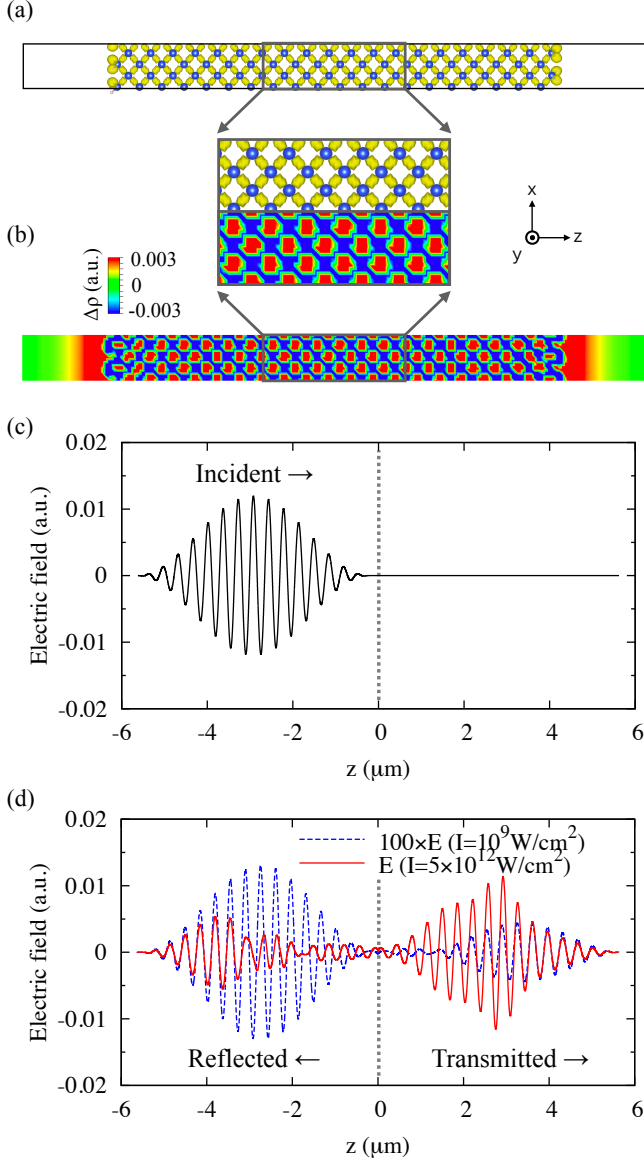 (a)
x
y
z
(b)
Δρ (a.u.)
0.003
0
-0.003
(c)
Electric field (a.u.)
0.02
0.01
0
-0.01
-0.02
Incident →
-6 -4 -2 0 2 4 6
z (μm)
(d)
Electric field (a.u.)
0.02
0.01
0
-0.01
-0.02
100×E (I=10⁹W/cm²)
E (I=5×10¹²W/cm²)
Reflected ←
Transmitted →
-6 -4 -2 0 2 4 6
z (μm)